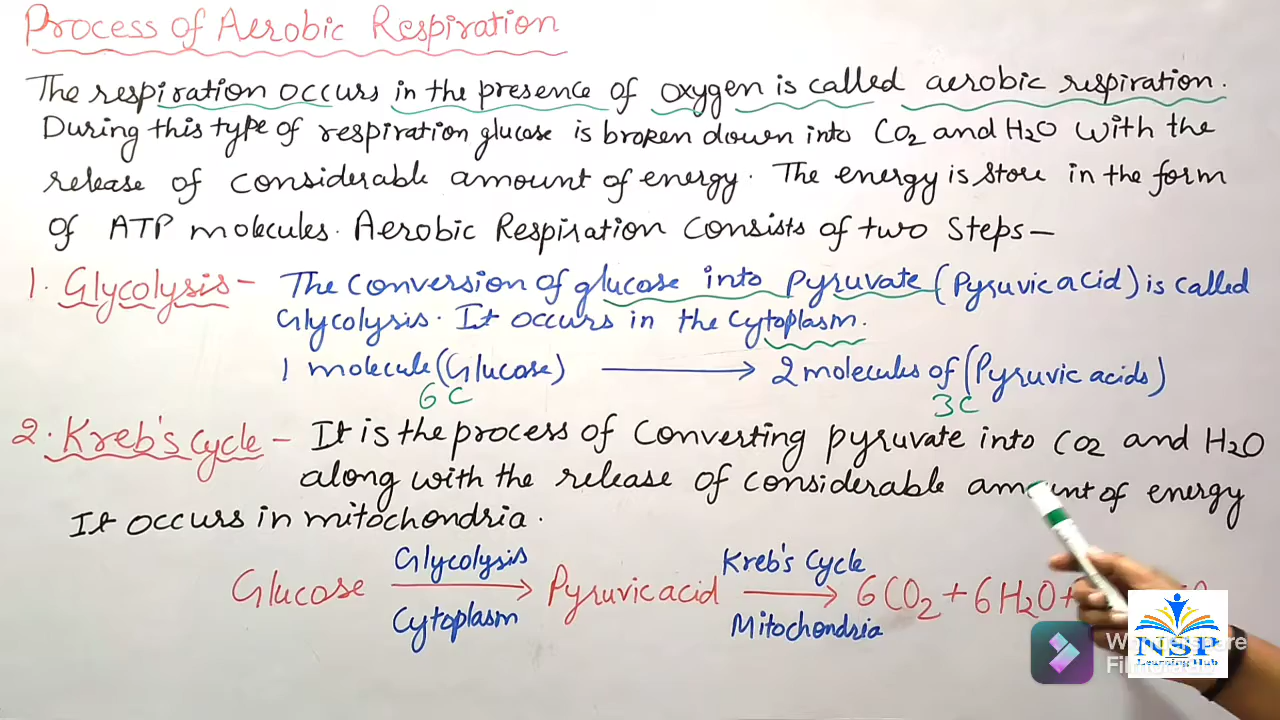 Process of Aerobic Respiration
The respiration occurs in the presence of oxygen is called aerobic respiration.
During this type of respiration glucose is broken down into CO2 and H2O with the
release of considerable amount of energy. The energy is store in the form
of ATP molecules. Aerobic Respiration consists of two steps-
1. Glycolysis- The conversion of glucose into pyruvate (Pyruvic acid) is called
Glycolysis. It occurs in the cytoplasm.
1 molecule (Glucose) → 2 molecules of (Pyruvic acids)
6C 3C
2. Kreb's Cycle- It is the process of converting pyruvate into CO2 and H2O
along with the release of considerable amount of energy
It occurs in mitochondria.
Glycolysis Kreb's Cycle
Glucose → Pyruvic acid → 6CO2 + 6H2O +
Cytoplasm Mitochondria
Wondershare
Filmora
NSP
Learning Hub